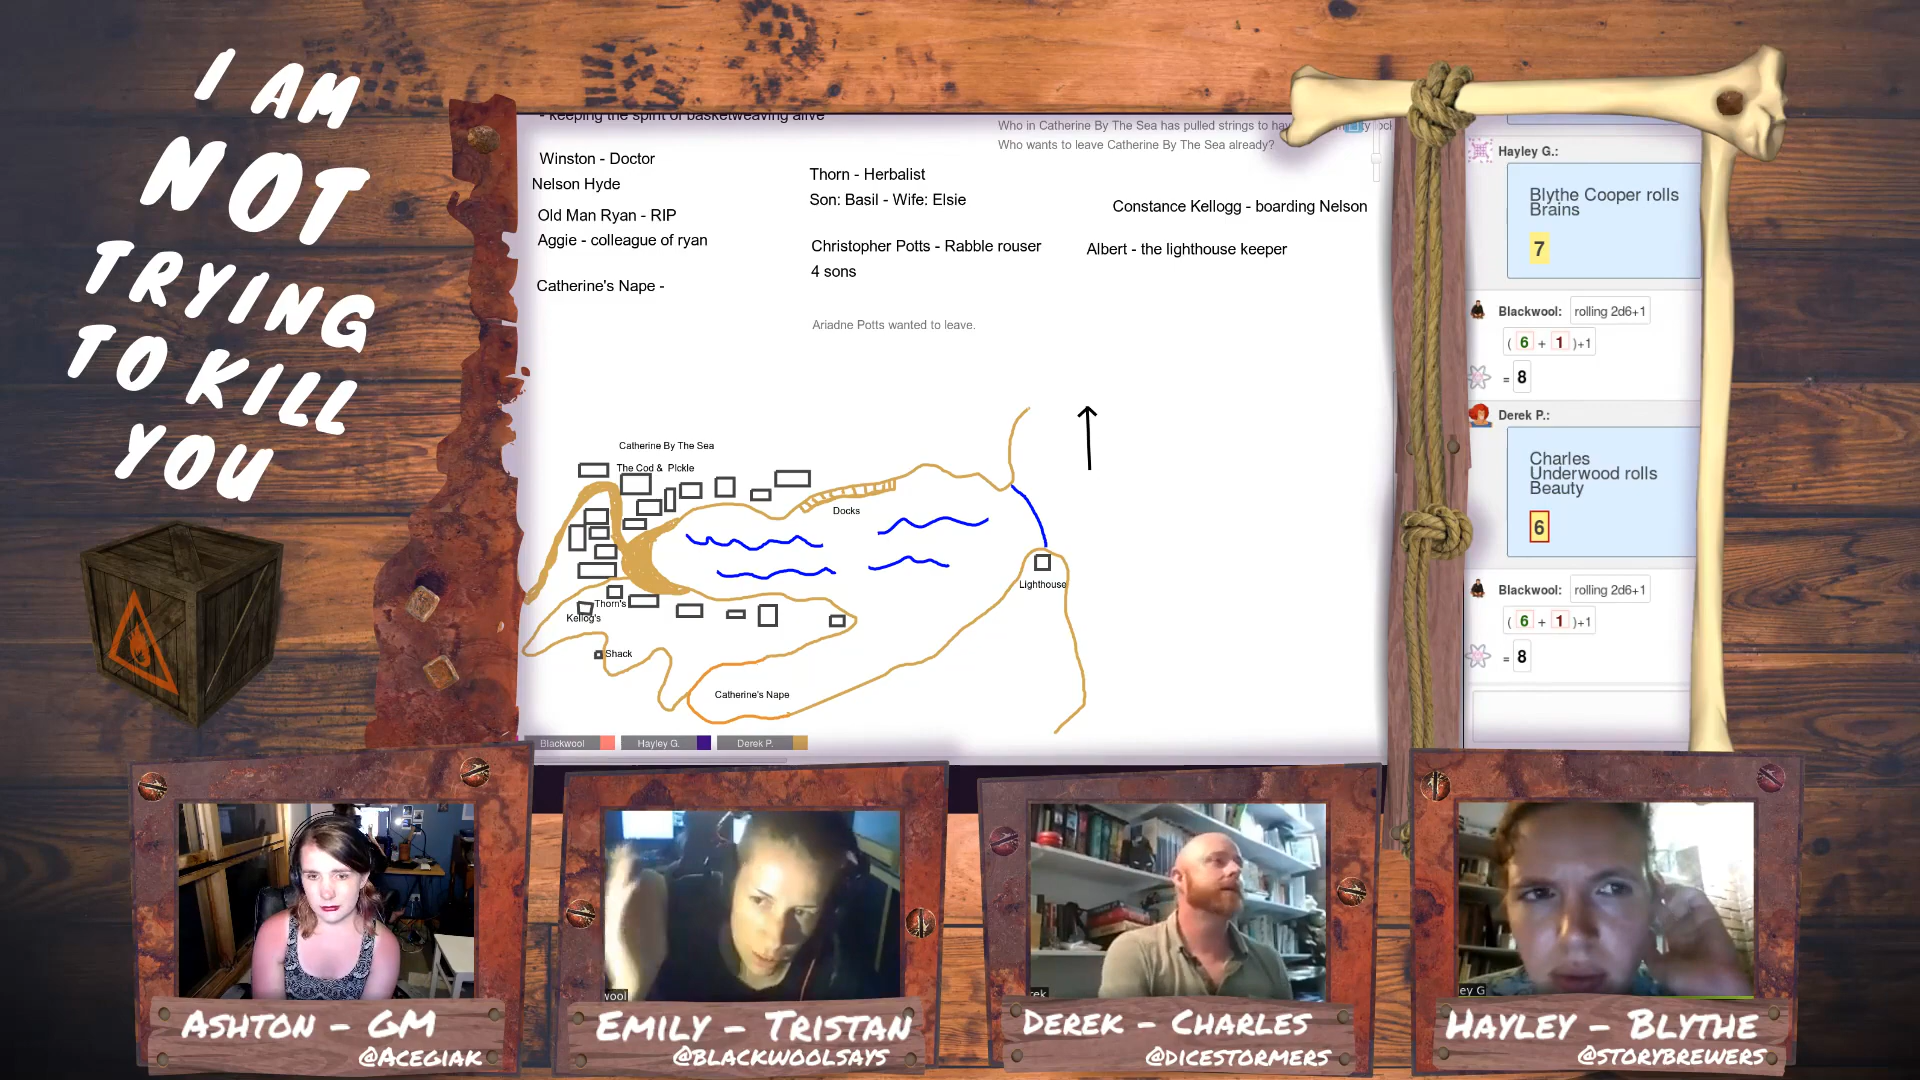 I AM
NOT
TRYING
TO KILL
YOU
- keeping the spirit of basketweaving alive
Who in Catherine By The Sea has pulled strings to
Who wants to leave Catherine By The Sea already?
Winston - Doctor
Nelson Hyde
Old Man Ryan - RIP
Aggie - colleague of ryan
Catherine's Nape -
Thorn - Herbalist
Son: Basil - Wife: Elsie
Christopher Potts - Rabble rouser
4 sons
Ariadne Potts wanted to leave.
Constance Kellogg - boarding Nelson
Albert - the lighthouse keeper
Catherine By The Sea
The Cod & Pickle
Docks
Lighthouse
Thorn's
Kellog's
Shack
Catherine's Nape
Blackwool
Hayley G.
Derek P.
Hayley G.:
Blythe Cooper rolls
Brains
7
Blackwool: rolling 2d6+1
( 6 + 1 )+1
= 8
Derek P.:
Charles
Underwood rolls
Beauty
6
Blackwool: rolling 2d6+1
( 6 + 1 )+1
= 8
ASHTON - GM
@ACEGIAK
EMILY - TRISTAN
@BLACKWOOLSAYS
DEREK - CHARLES
@DICESTORMERS
HAYLEY - BLYTHE
@STORYBREWERS